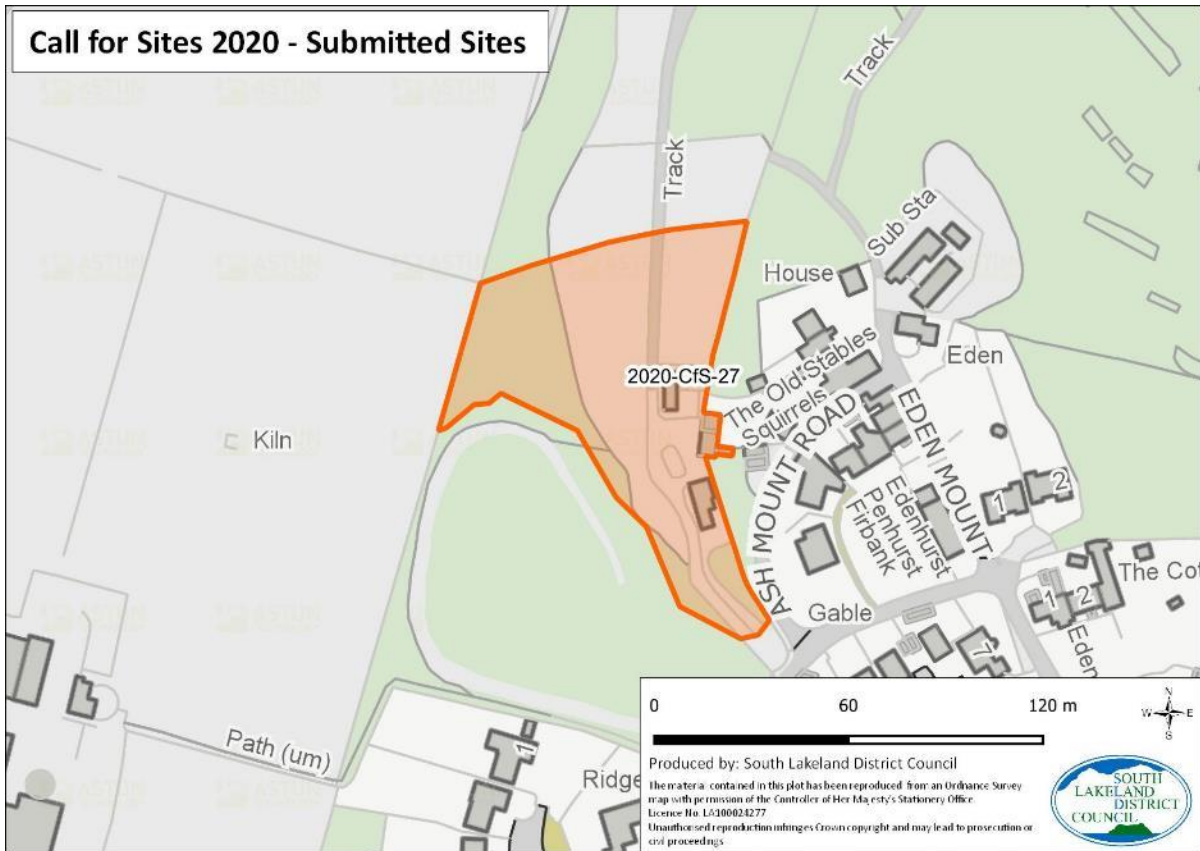 Call for Sites 2020 - Submitted Sites
Track
Track
Sub Sta
House
Eden
2020-CfS-27
The Old Stables
Squirrels
ASH MOUNT ROAD
EDEN MOUNT
Edenhurst
Penhurst
Firbank
Kiln
1
2
The Cot
1
2
Eden
Gable
7
Path (um)
1
Ridge
0 60 120 m
N
W E
S
Produced by: South Lakeland District Council
The material contained in this plot has been reproduced from an Ordnance Survey
map with permission of the Controller of Her Majesty's Stationery Office
Licence No. LA100024277
Unauthorised reproduction infringes Crown copyright and may lead to prosecution or
civil proceedings
SOUTH
LAKELAND
DISTRICT
COUNCIL